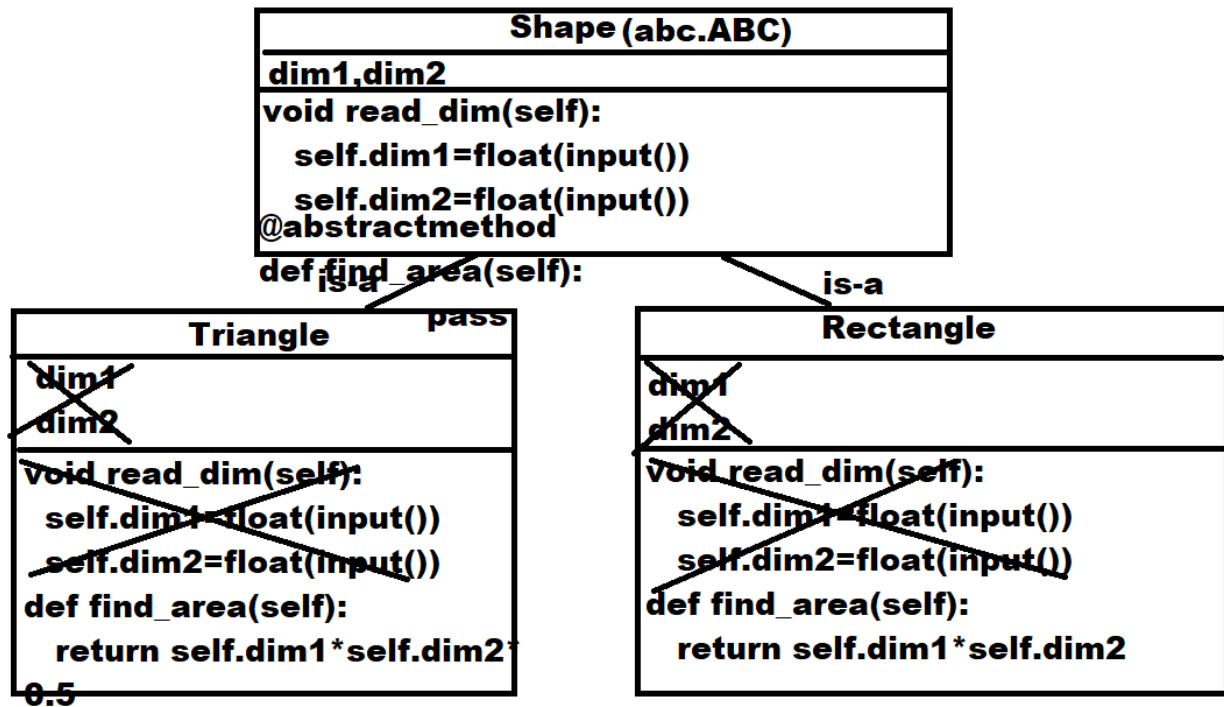 Shape (abc.ABC)
dim1,dim2
void read_dim(self):
self.dim1=float(input())
self.dim2=float(input())
@abstractmethod
def find_area(self):
pass
is-a
is-a
Triangle
dim1
dim2
void read_dim(self):
self.dim1=float(input())
self.dim2=float(input())
def find_area(self):
return self.dim1*self.dim2*
0.5
Rectangle
dim1
dim2
void read_dim(self):
self.dim1=float(input())
self.dim2=float(input())
def find_area(self):
return self.dim1*self.dim2